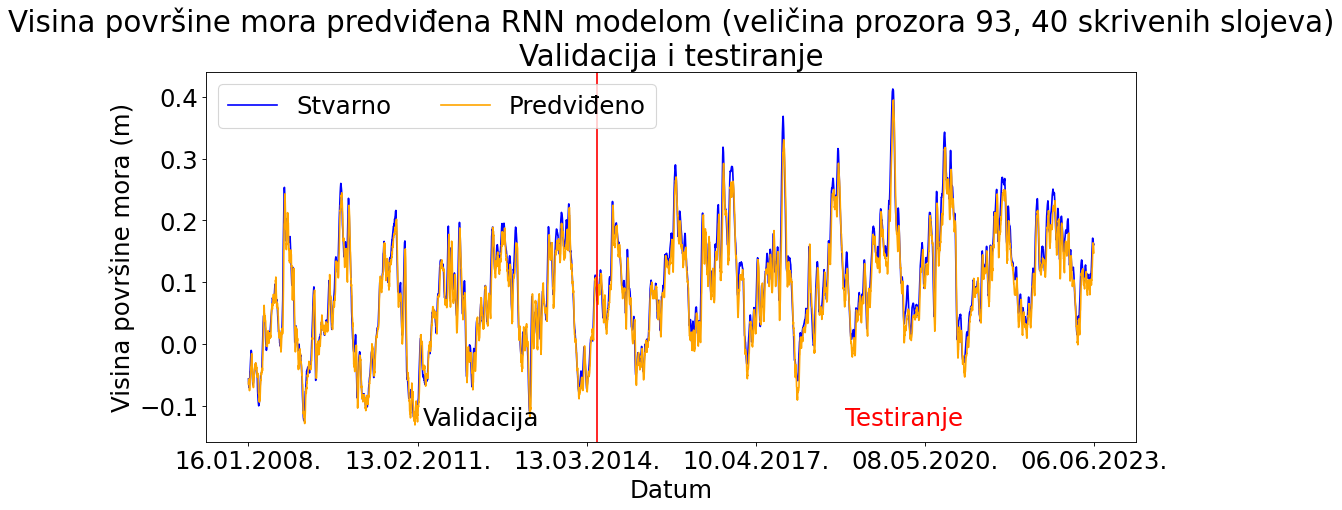 Visina površine mora predviđena RNN modelom (veličina prozora 93, 40 skrivenih slojeva)
Validacija i testiranje
Stvarno
Predviđeno
Visina površine mora (m)
0.4
0.3
0.2
0.1
0.0
−0.1
Validacija
Testiranje
16.01.2008. 13.02.2011. 13.03.2014. 10.04.2017. 08.05.2020. 06.06.2023.
Datum